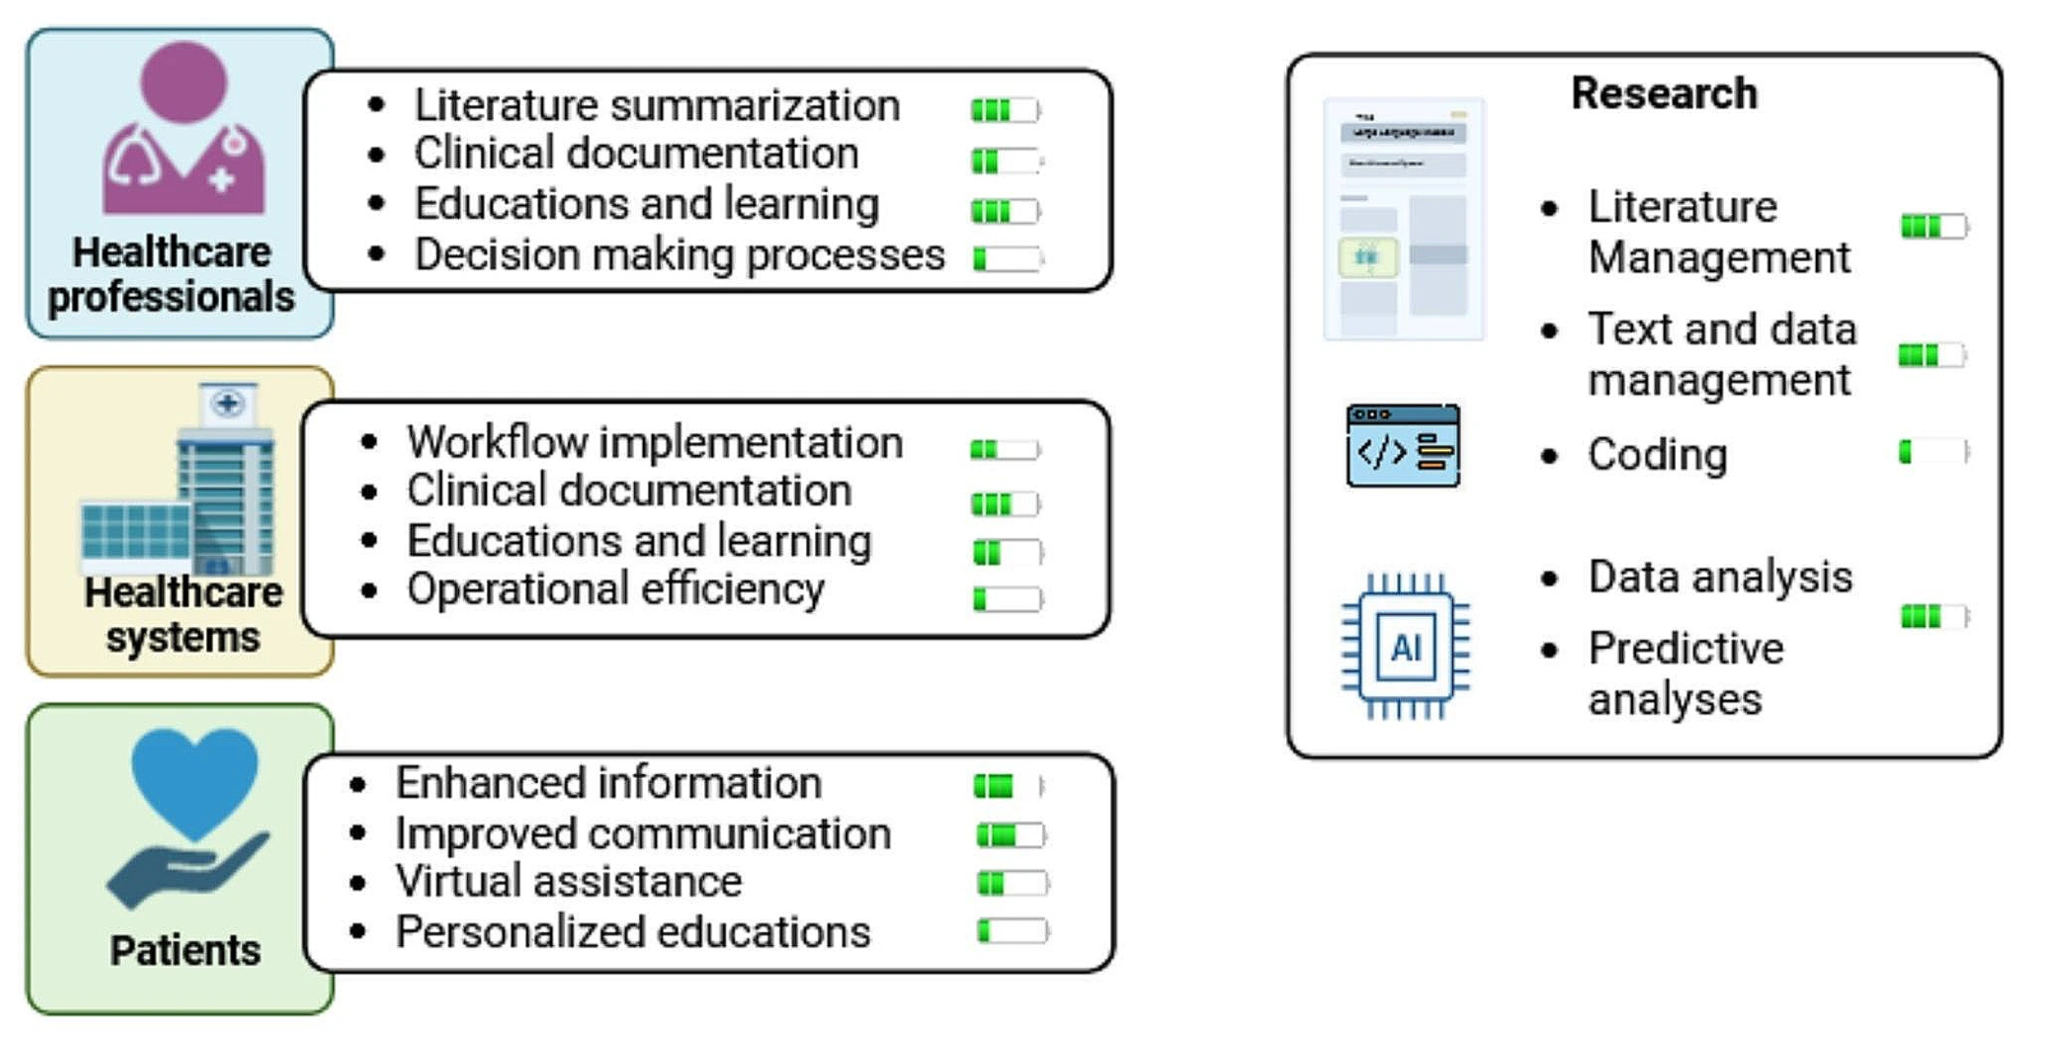 Healthcare
professionals
• Literature summarization
• Clinical documentation
• Educations and learning
• Decision making processes
Healthcare
systems
• Workflow implementation
• Clinical documentation
• Educations and learning
• Operational efficiency
Patients
• Enhanced information
• Improved communication
• Virtual assistance
• Personalized educations
Research
• Literature
Management
• Text and data
management
• Coding
</>
• Data analysis
• Predictive
analyses
AI